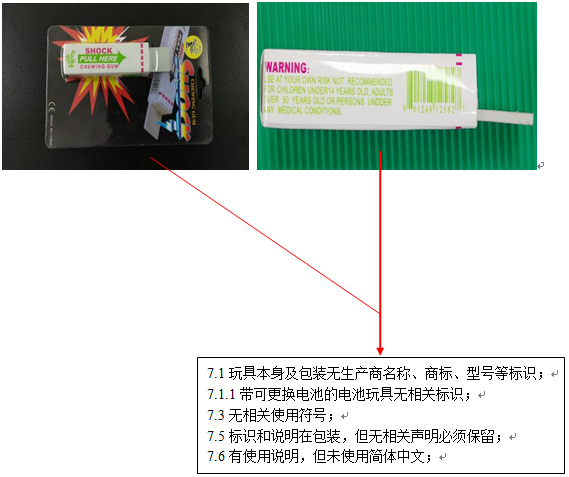 SHOCK
PULL HERE
CHEWING GUM
WARNING:
USE AT YOUR OWN RISK.NOT RECOMMENDED
FOR CHILDREN UNDER14 YEARS OLD, ADULTS
OVER 50 YEARS OLD OR PERSONS UNDDER
ANY MEDICAL CONDITIONS.
7.1 玩具本身及包装无生产商名称、商标、型号等标识；
7.1.1 带可更换电池的电池玩具无相关标识；
7.3 无相关使用符号；
7.5 标识和说明在包装，但无相关声明必须保留；
7.6 有使用说明，但未使用简体中文；